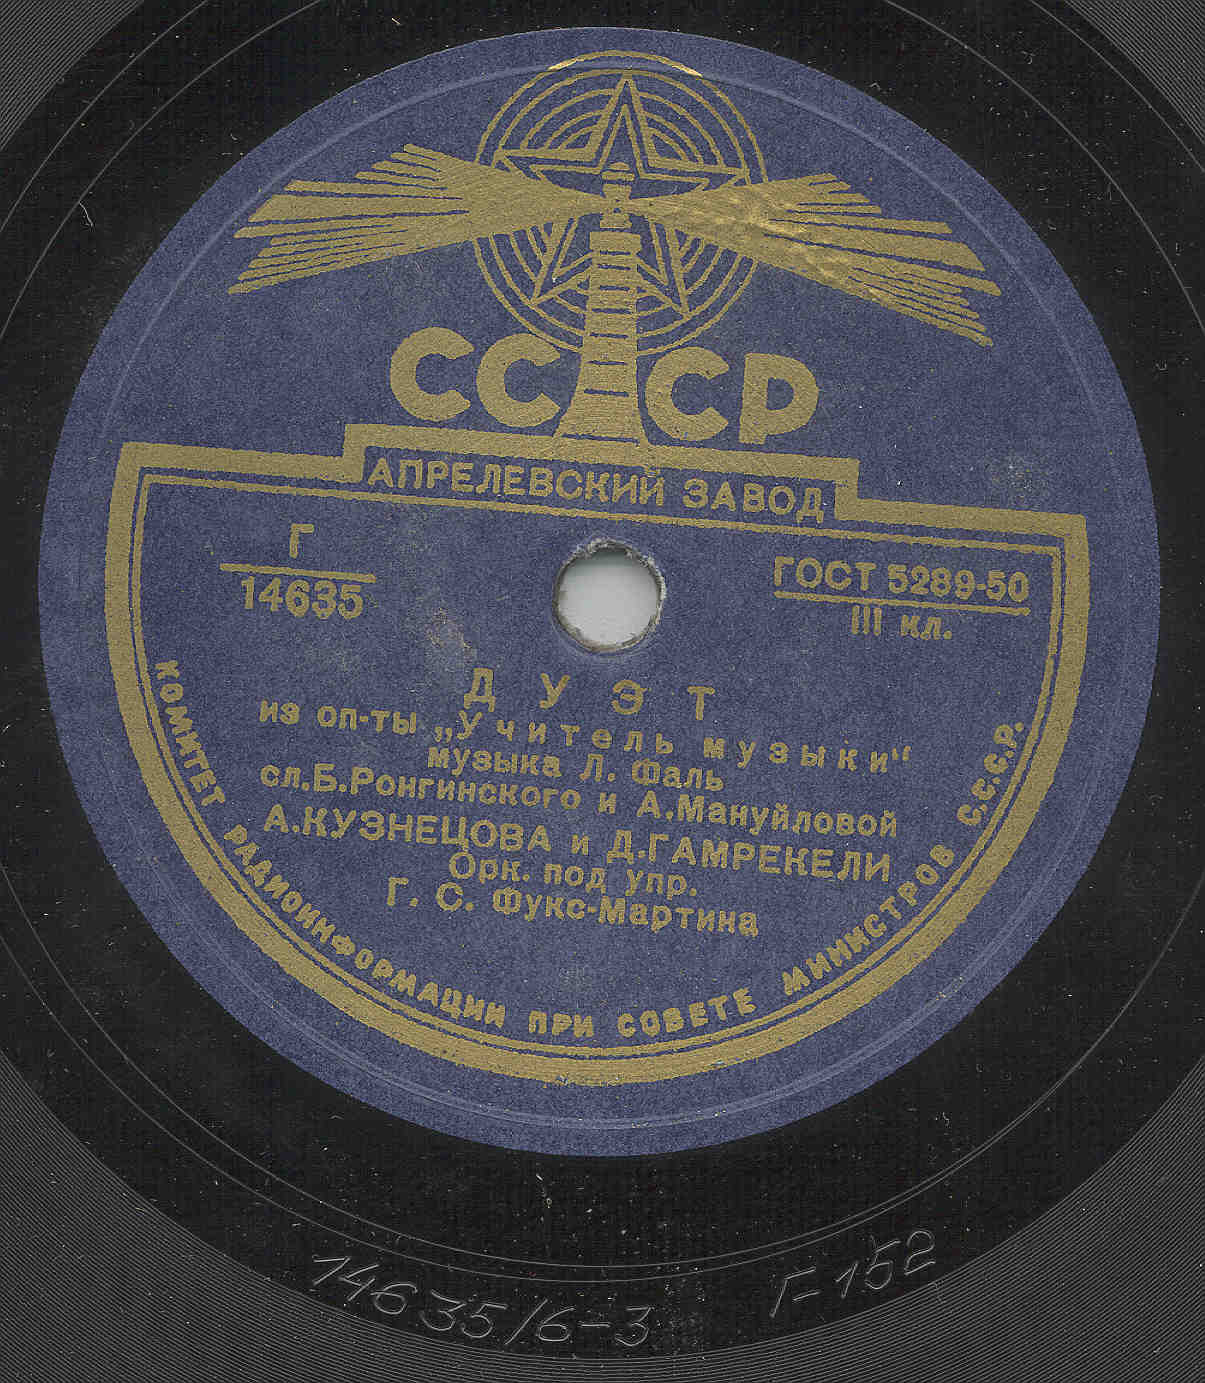 СССР
АПРЕЛЕВСКИЙ ЗАВОД
Г
14635
ГОСТ 5289-50
III кл.
ДУЭТ
из оп-ты „Учитель музыки“
музыка Л. Фаль
сл.Б.Ронгинского и А.Мануйловой
А.КУЗНЕЦОВА и Д.ГАМРЕКЕЛИ
Орк. под упр.
Г. С. Фукс-Мартина
КОМИТЕТ РАДИОИНФОРМАЦИИ ПРИ СОВЕТЕ МИНИСТРОВ С.С.С.Р.
14635/6-3
Г-152